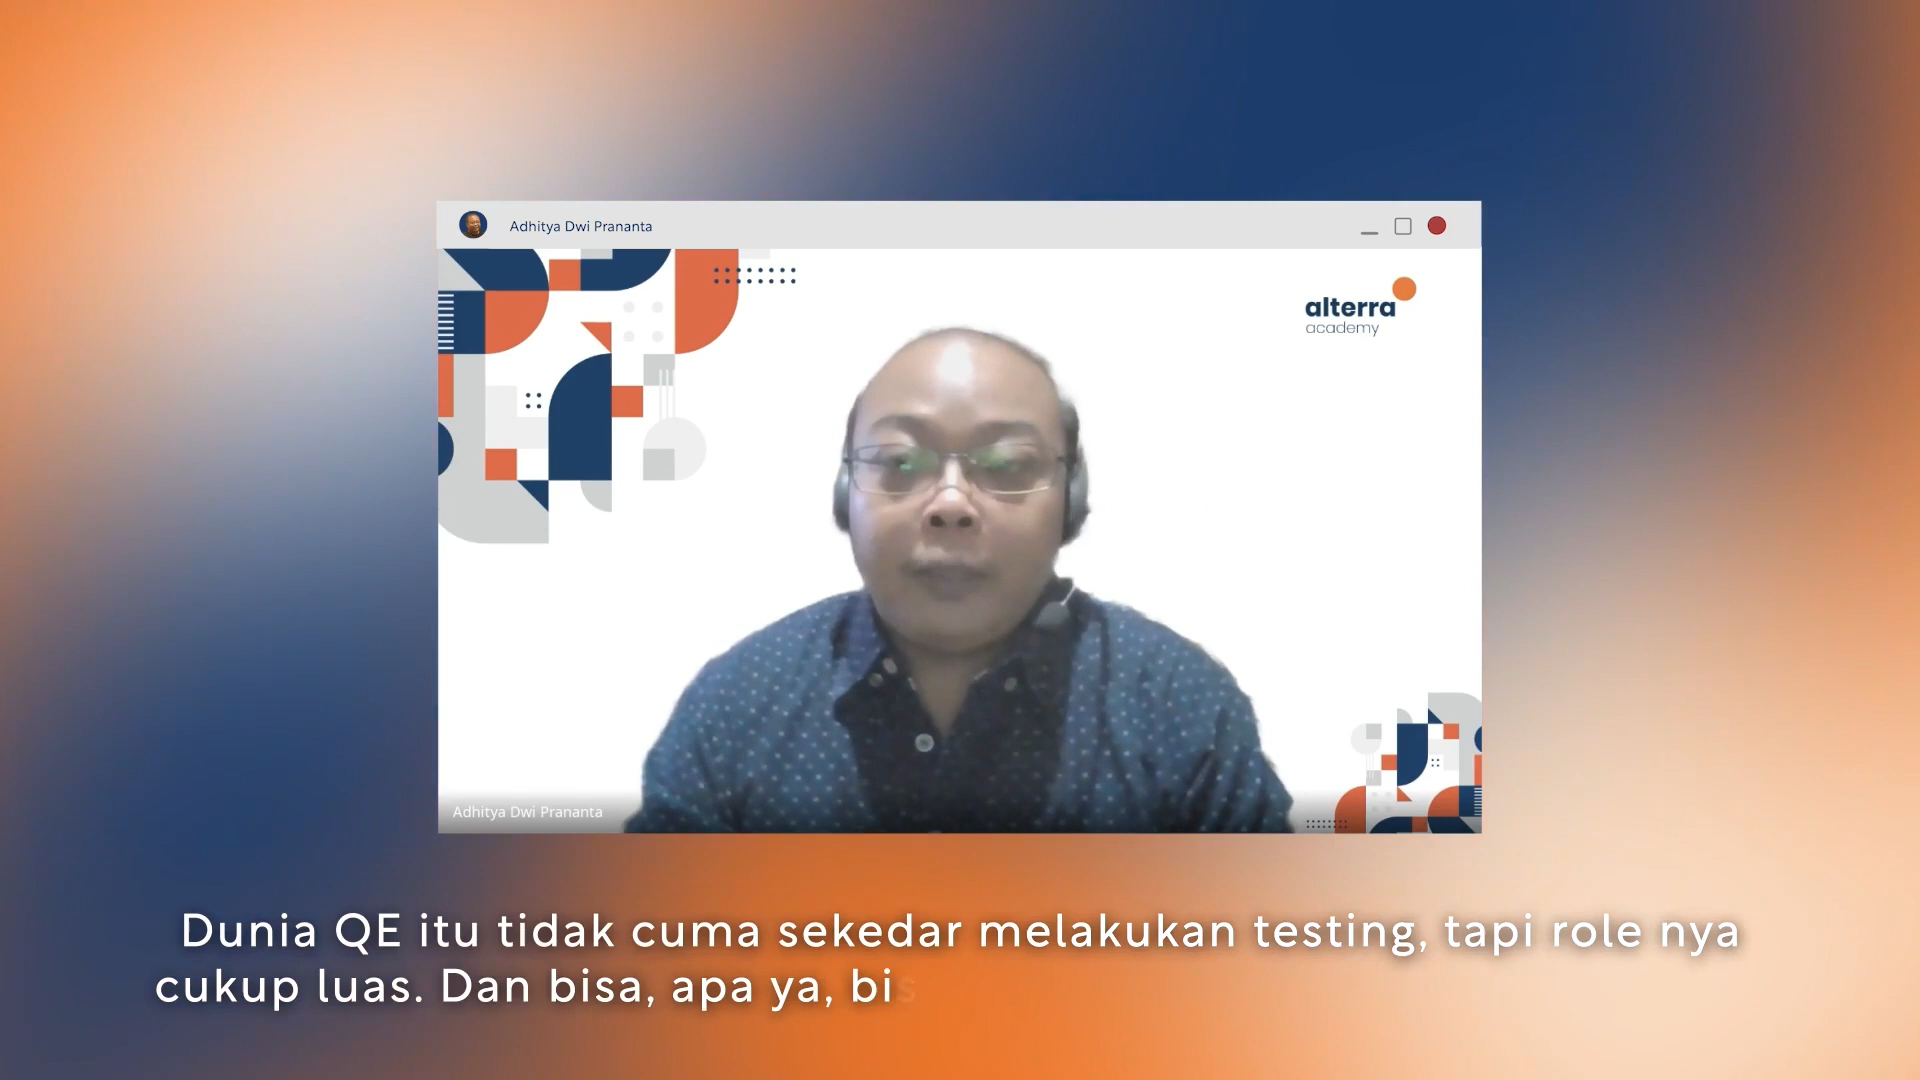 Adhitya Dwi Prananta
alterra
academy
Adhitya Dwi Prananta
Dunia QE itu tidak cuma sekedar melakukan testing, tapi role nya
cukup luas. Dan bisa, apa ya, bis